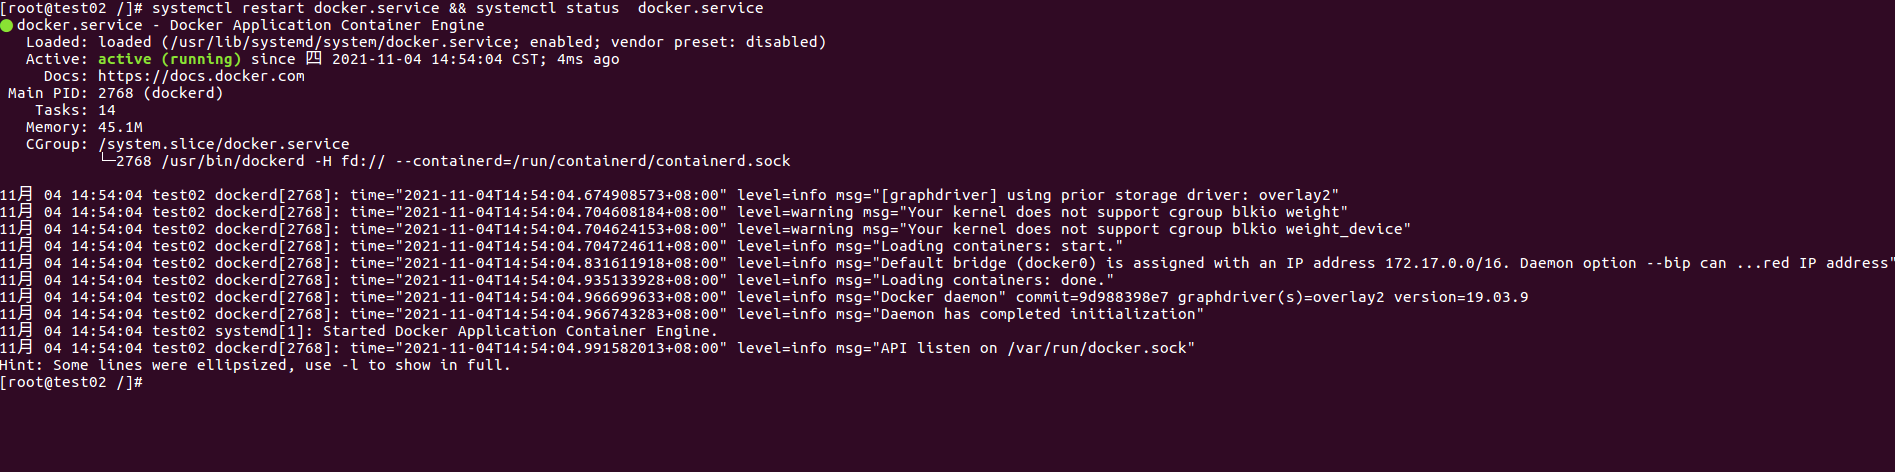 [root@test02 /]# systemctl restart docker.service && systemctl status  docker.service
docker.service - Docker Application Container Engine
   Loaded: loaded (/usr/lib/systemd/system/docker.service; enabled; vendor preset: disabled)
   Active: active (running) since 四 2021-11-04 14:54:04 CST; 4ms ago
     Docs: https://docs.docker.com
 Main PID: 2768 (dockerd)
    Tasks: 14
   Memory: 45.1M
   CGroup: /system.slice/docker.service
           └─2768 /usr/bin/dockerd -H fd:// --containerd=/run/containerd/containerd.sock
11月 04 14:54:04 test02 dockerd[2768]: time="2021-11-04T14:54:04.674908573+08:00" level=info msg="[graphdriver] using prior storage driver: overlay2"
11月 04 14:54:04 test02 dockerd[2768]: time="2021-11-04T14:54:04.704608184+08:00" level=warning msg="Your kernel does not support cgroup blkio weight"
11月 04 14:54:04 test02 dockerd[2768]: time="2021-11-04T14:54:04.704624153+08:00" level=warning msg="Your kernel does not support cgroup blkio weight_device"
11月 04 14:54:04 test02 dockerd[2768]: time="2021-11-04T14:54:04.704724611+08:00" level=info msg="Loading containers: start."
11月 04 14:54:04 test02 dockerd[2768]: time="2021-11-04T14:54:04.831611918+08:00" level=info msg="Default bridge (docker0) is assigned with an IP address 172.17.0.0/16. Daemon option --bip can ...red IP address"
11月 04 14:54:04 test02 dockerd[2768]: time="2021-11-04T14:54:04.935133928+08:00" level=info msg="Loading containers: done."
11月 04 14:54:04 test02 dockerd[2768]: time="2021-11-04T14:54:04.966699633+08:00" level=info msg="Docker daemon" commit=9d988398e7 graphdriver(s)=overlay2 version=19.03.9
11月 04 14:54:04 test02 dockerd[2768]: time="2021-11-04T14:54:04.966743283+08:00" level=info msg="Daemon has completed initialization"
11月 04 14:54:04 test02 systemd[1]: Started Docker Application Container Engine.
11月 04 14:54:04 test02 dockerd[2768]: time="2021-11-04T14:54:04.991582013+08:00" level=info msg="API listen on /var/run/docker.sock"
Hint: Some lines were ellipsized, use -l to show in full.
[root@test02 /]#